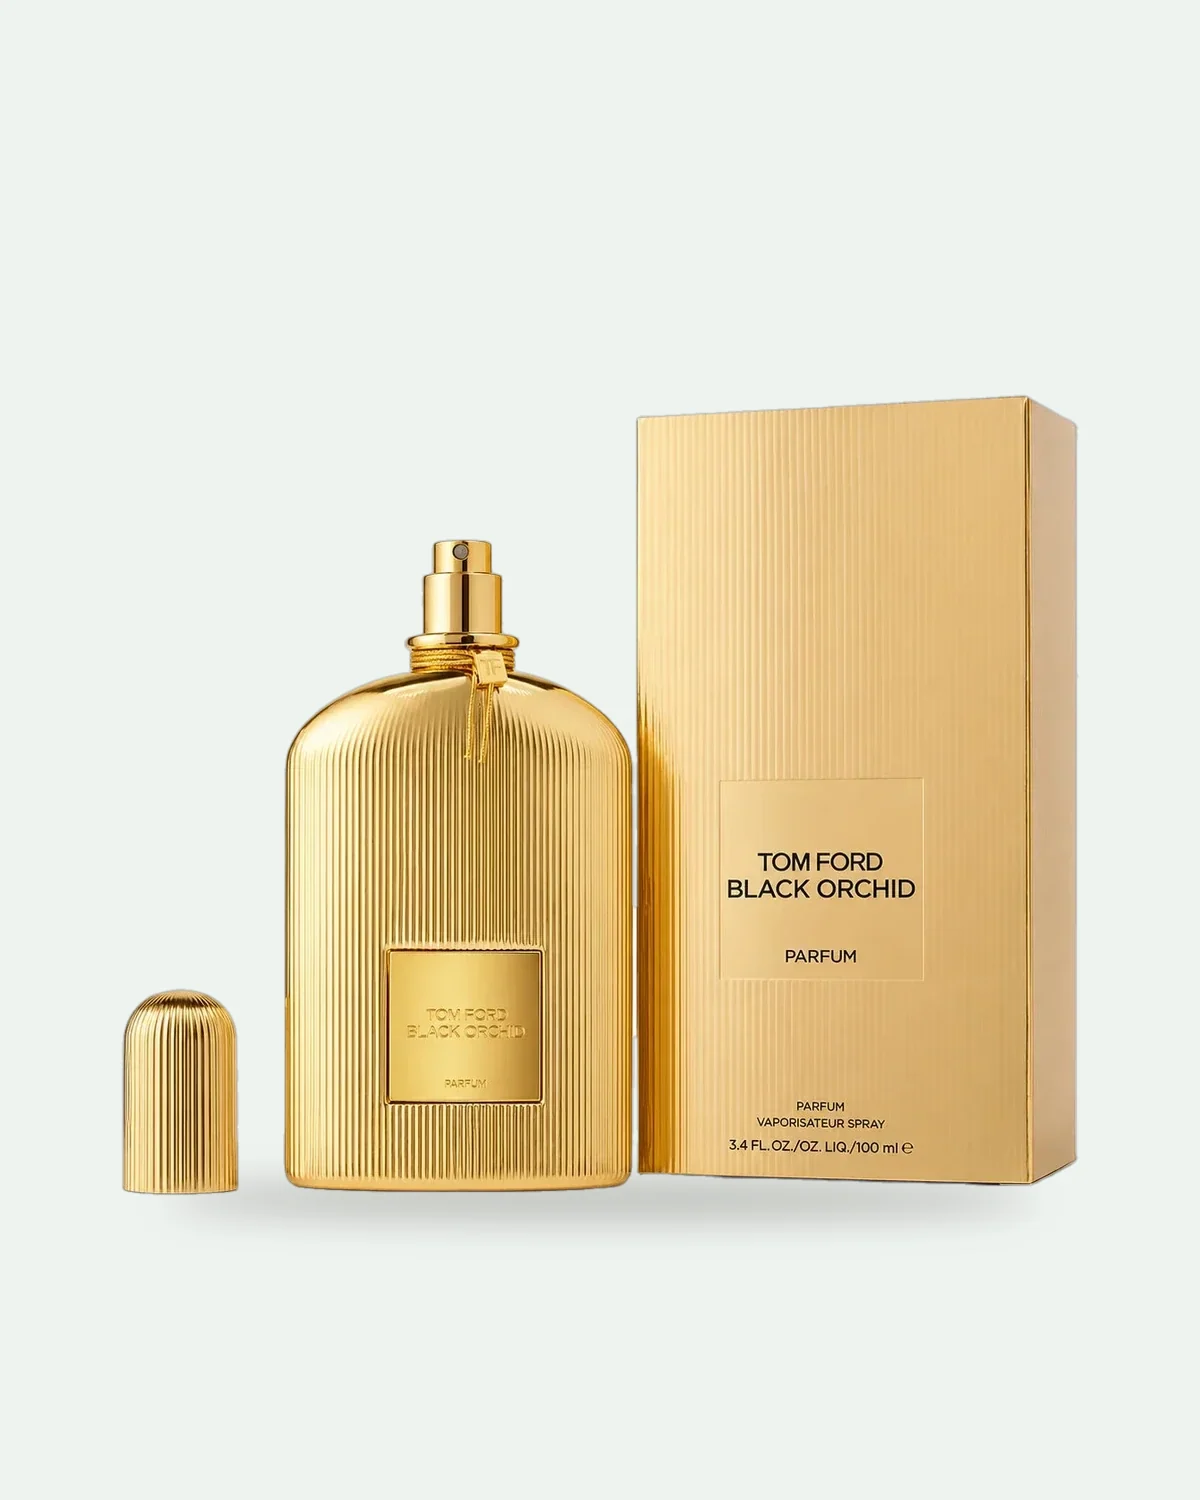 TF
TOM FORD
BLACK ORCHID
PARFUM
TOM FORD
BLACK ORCHID
PARFUM
PARFUM
VAPORISATEUR SPRAY
3.4 FL. OZ./OZ. LIQ./100 ml ℮